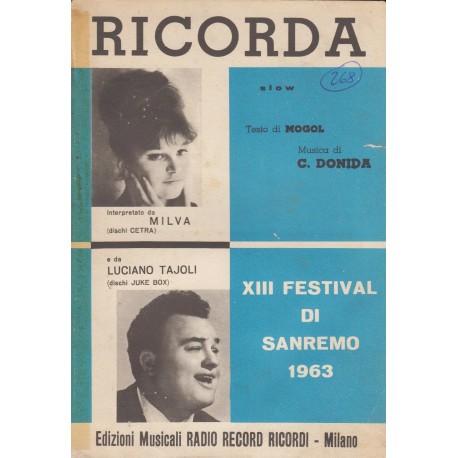 RICORDA
268
slow
Testo di MOGOL
Musica di
C. DONIDA
Interpretato da
MILVA
(dischi CETRA)
e da
LUCIANO TAJOLI
(dischi JUKE BOX)
XIII FESTIVAL
DI
SANREMO
1963
Edizioni Musicali RADIO RECORD RICORDI - Milano